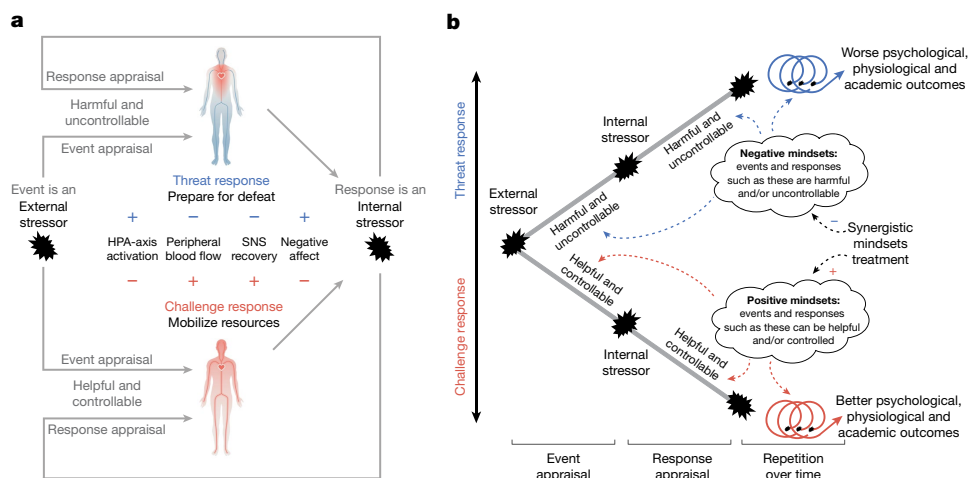 a
Response appraisal
Harmful and
uncontrollable
Event appraisal
Threat response
Prepare for defeat
Event is an
External
stressor
Response is an
Internal
stressor
+ − − +
HPA-axis
activation
Peripheral
blood flow
SNS
recovery
Negative
affect
− + + −
Challenge response
Mobilize resources
Event appraisal
Helpful and
controllable
Response appraisal
b
Threat response
Challenge response
External
stressor
Harmful and
uncontrollable
Internal
stressor
Harmful and
uncontrollable
Worse psychological,
physiological and
academic outcomes
Negative mindsets:
events and responses
such as these are harmful
and/or uncontrollable
−
Synergistic
mindsets
treatment
+
Helpful and
controllable
Internal
stressor
Helpful and
controllable
Positive mindsets:
events and responses
such as these can be helpful
and/or controlled
Better psychological,
physiological and
academic outcomes
Event
appraisal
Response
appraisal
Repetition
over time